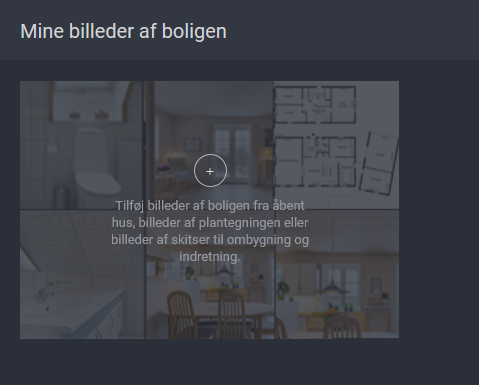 Mine billeder af boligen
+
Tilføj billeder af boligen fra åbent
hus, billeder af plantegningen eller
billeder af skitser til ombygning og
indretning.